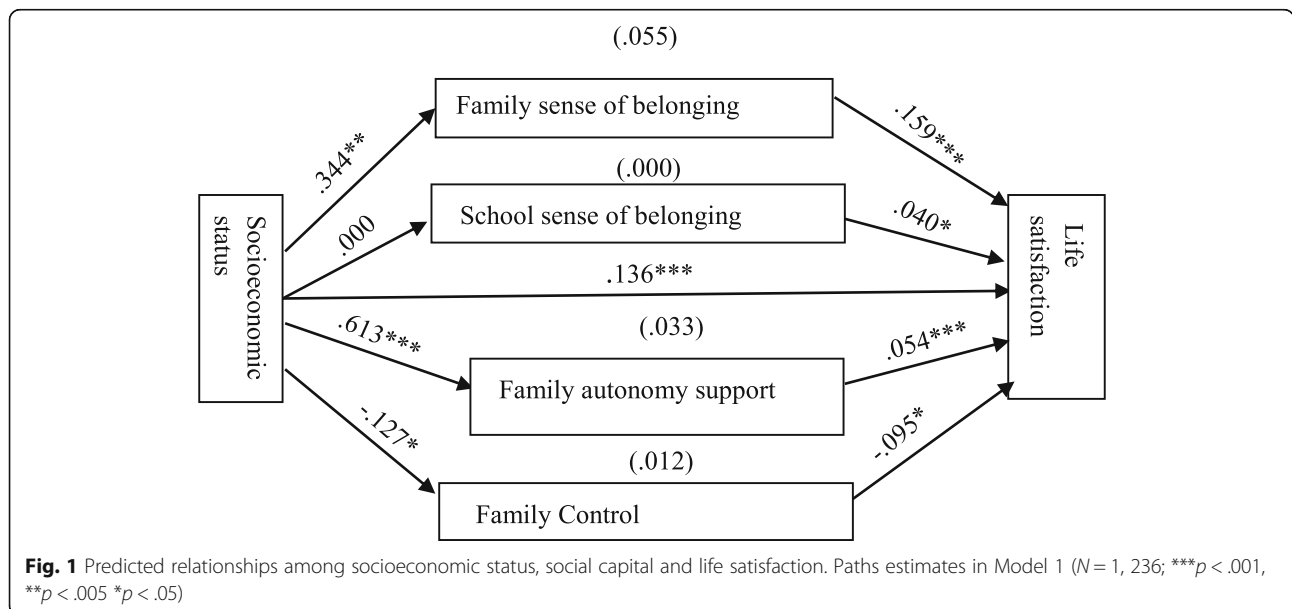 (.055)
Family sense of belonging
.344**
.159***
(.000)
School sense of belonging
.000
.040*
Socioeconomic
status
Life
satisfaction
.136***
(.033)
.613***
.054***
Family autonomy support
-.127*
(.012)
-.095*
Family Control
Fig. 1 Predicted relationships among socioeconomic status, social capital and life satisfaction. Paths estimates in Model 1 (N = 1, 236; ***p < .001,
**p < .005 *p < .05)